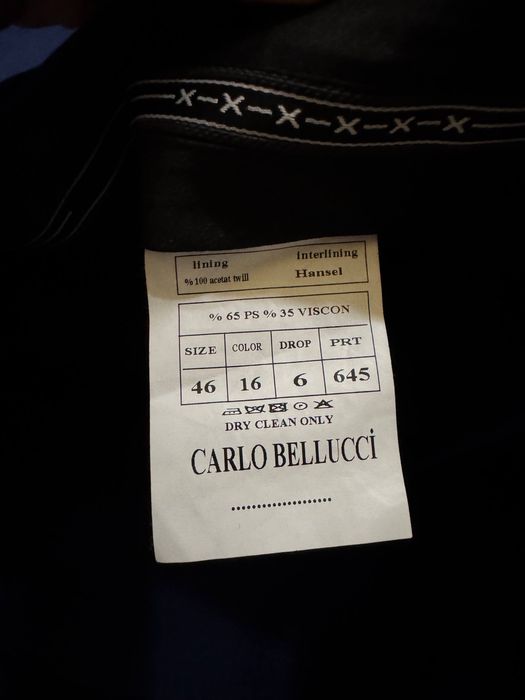 lining interlining
% 100 acetat twill Hansel
% 65 PS % 35 VISCON
SIZE COLOR DROP PRT
46 16 6 645
DRY CLEAN ONLY
CARLO BELLUCCİ